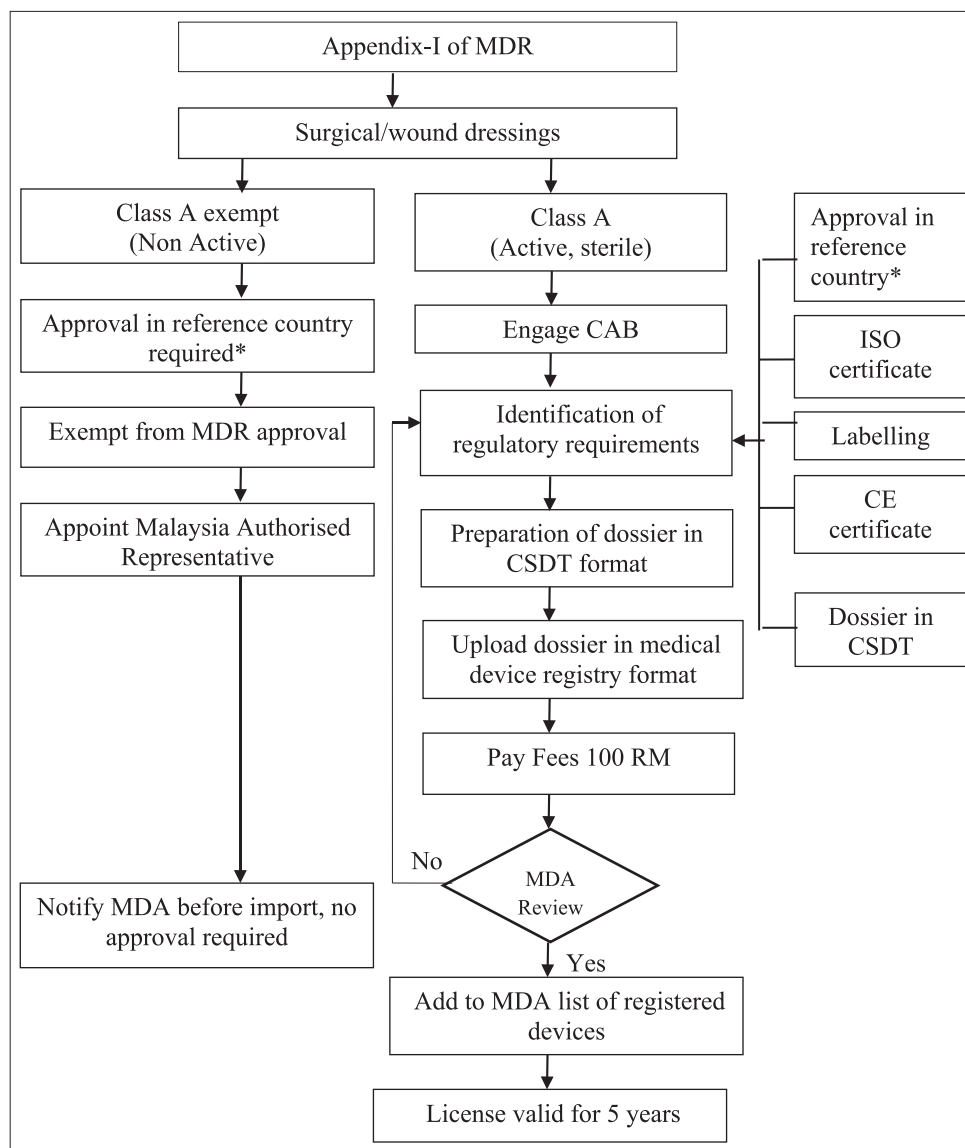 Appendix-I of MDR
Surgical/wound dressings
Class A exempt
(Non Active)
Approval in reference country
required*
Exempt from MDR approval
Appoint Malaysia Authorised
Representative
Notify MDA before import, no
approval required
Class A
(Active, sterile)
Engage CAB
Identification of
regulatory requirements
Preparation of dossier in
CSDT format
Upload dossier in medical
device registry format
Pay Fees 100 RM
No
MDA
Review
Yes
Add to MDA list of registered
devices
License valid for 5 years
Approval in
reference
country*
ISO
certificate
Labelling
CE
certificate
Dossier in
CSDT